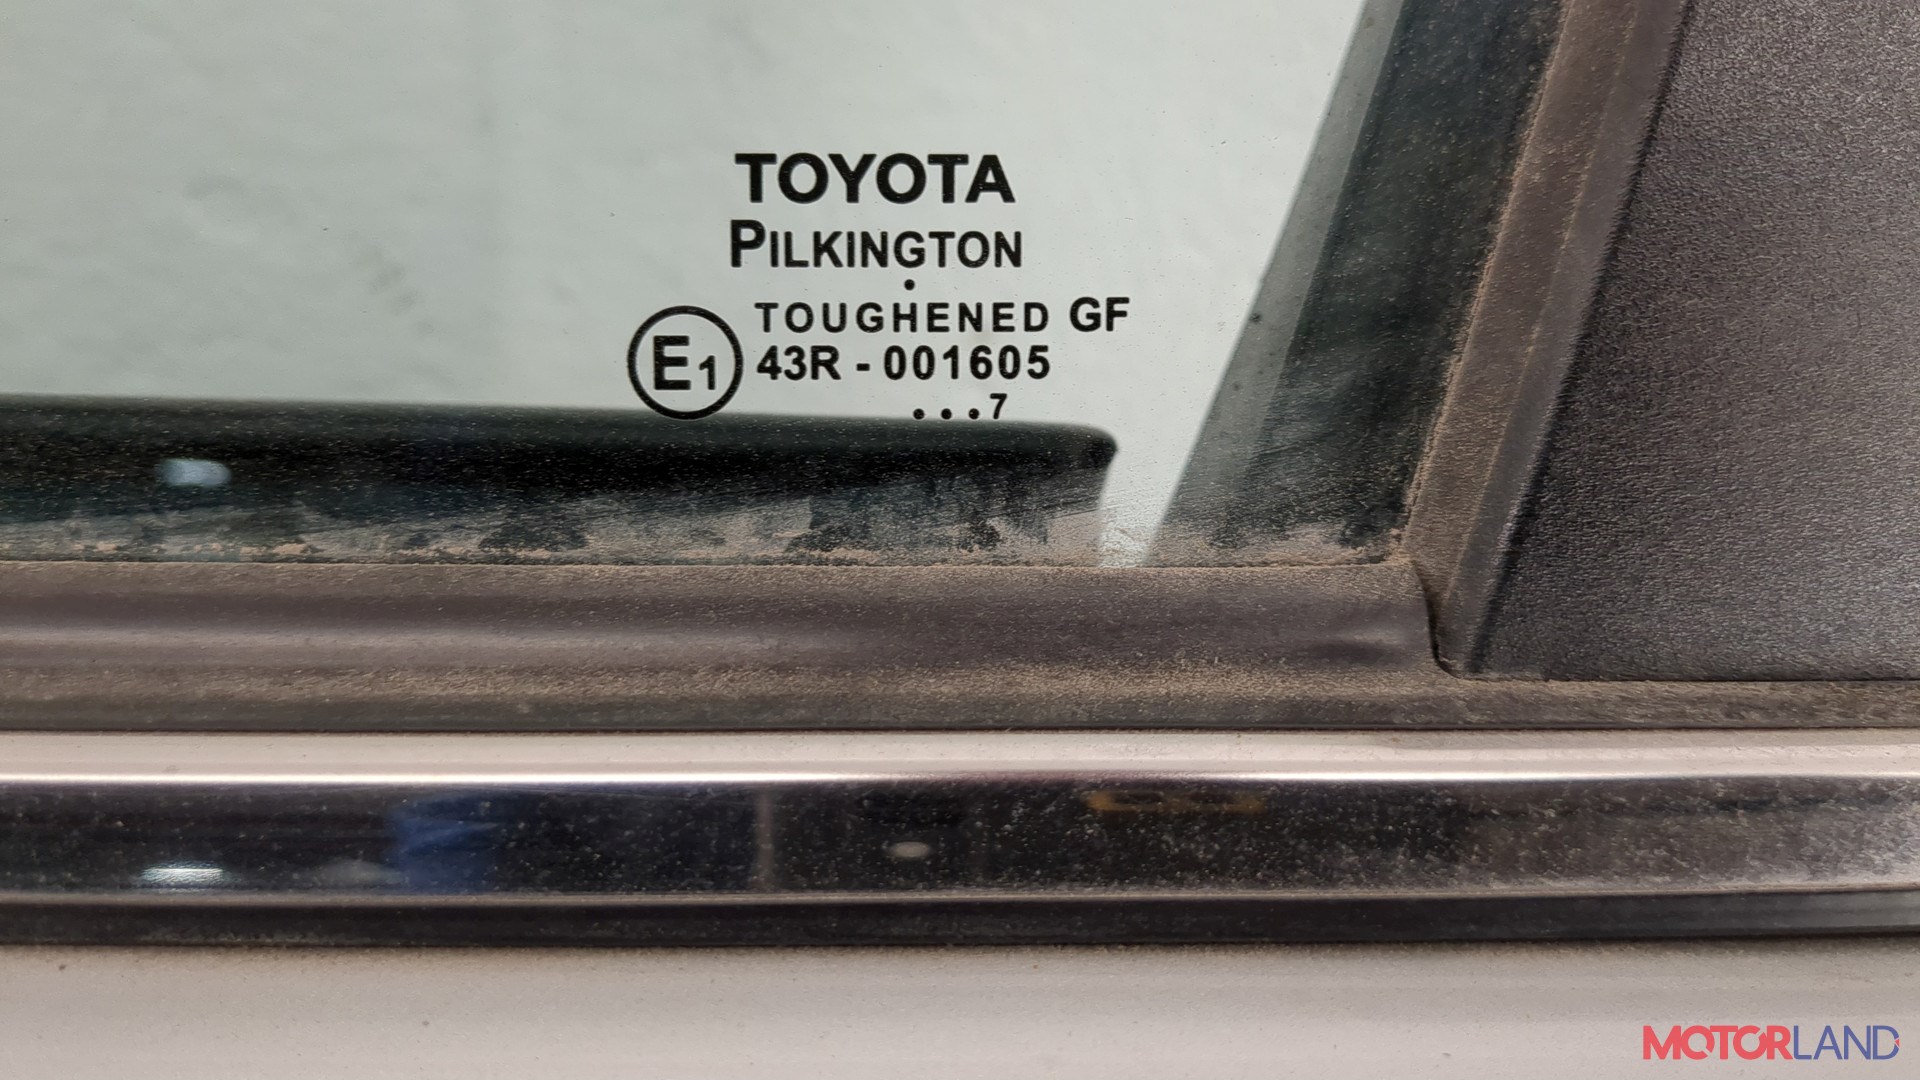 TOYOTA
PILKINGTON
.
TOUGHENED GF
E1 43R - 001605
...7
MOTORLAND